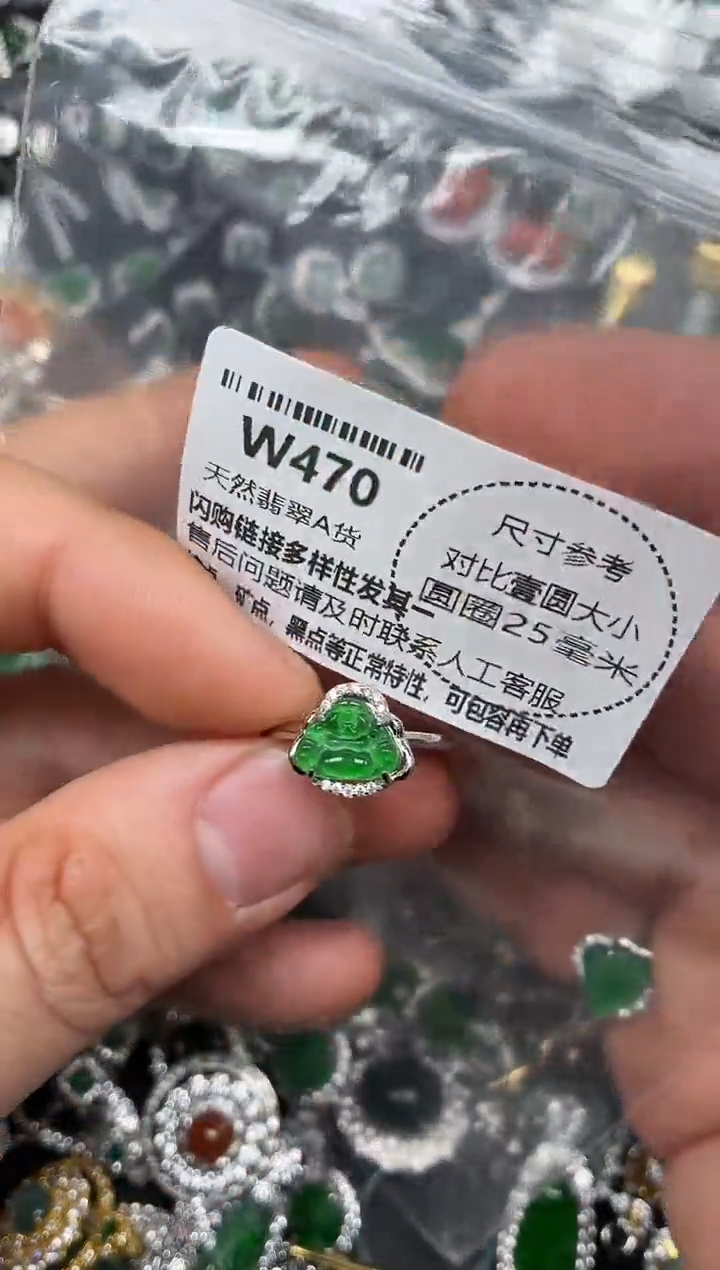 W470
天然翡翠A货
闪购链接多样性发其一
售后问题请及时联系人工客服
矿点，黑点等正常特性，可包容再下单
尺寸参考
对比壹圆大小
圆圈25毫米